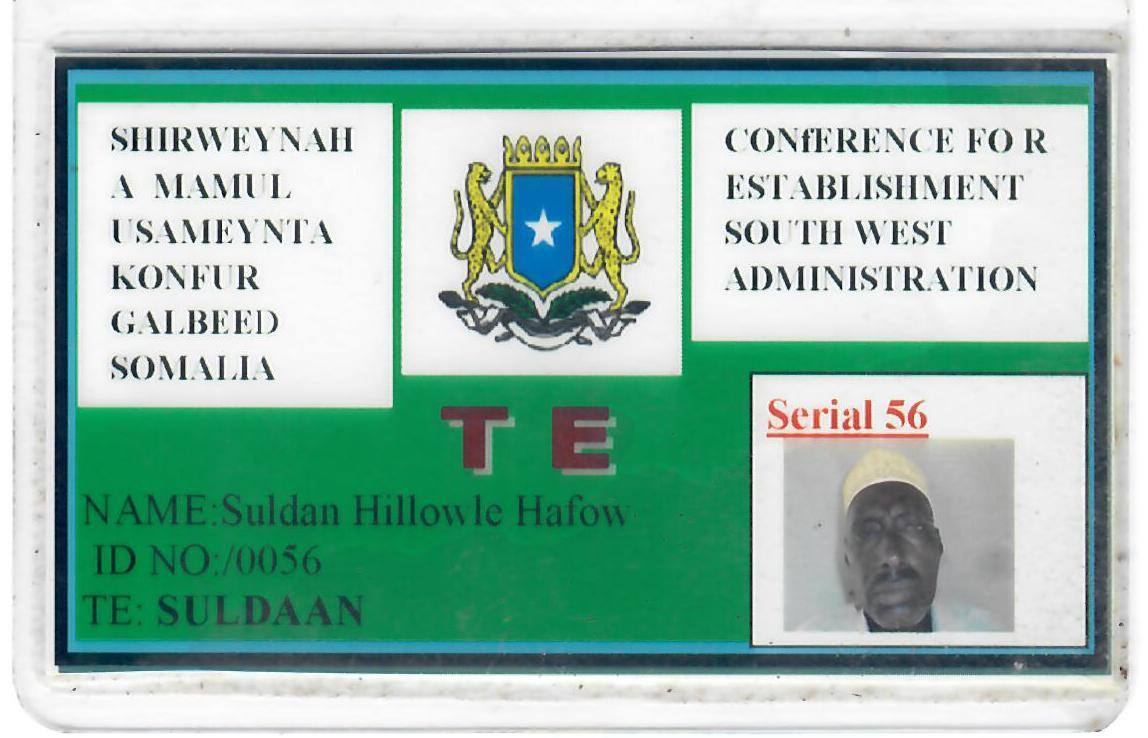 SHIRWEYNAH
A MAMUL
USAMEYNTA
KONFUR
GALBEED
SOMALIA
CONfERENCE FO R
ESTABLISHMENT
SOUTH WEST
ADMINISTRATION
T E
Serial 56
NAME:Suldan Hillowle Hafow
ID NO:/0056
TE: SULDAAN